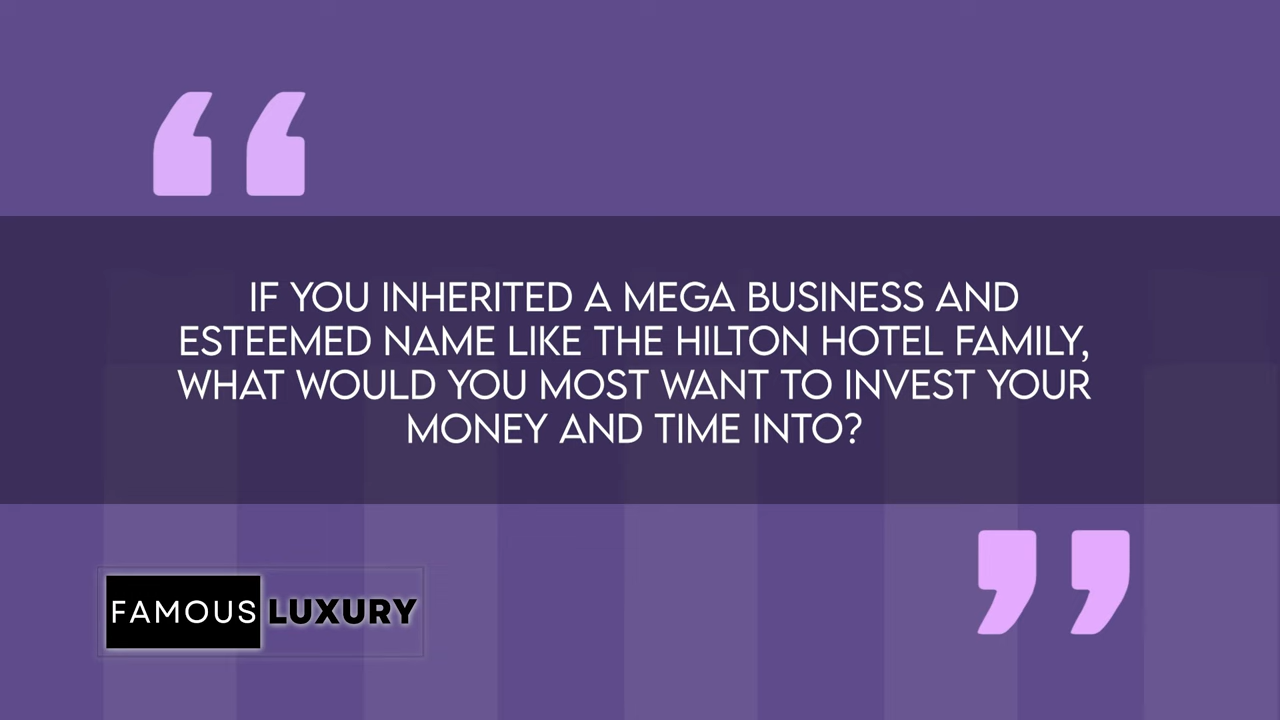 “
IF YOU INHERITED A MEGA BUSINESS AND
ESTEEMED NAME LIKE THE HILTON HOTEL FAMILY,
WHAT WOULD YOU MOST WANT TO INVEST YOUR
MONEY AND TIME INTO?
”
FAMOUS LUXURY